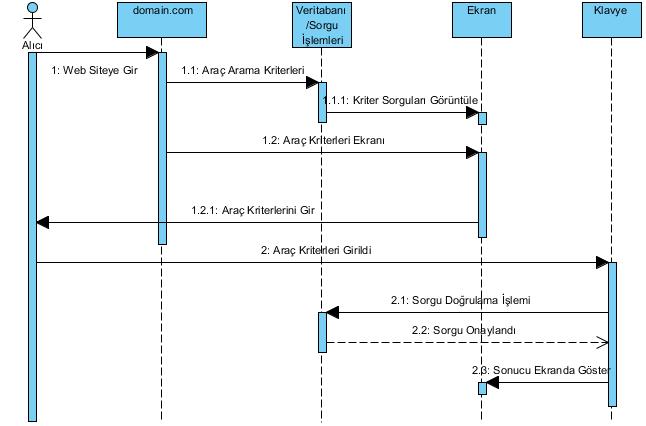 domain.com
Veritabanı
/Sorgu
İşlemleri
Ekran
Klavye
Alıcı
1: Web Siteye Gir
1.1: Araç Arama Kriterleri
1.1.1: Kriter Sorguları Görüntüle
1.2: Araç Kriterleri Ekranı
1.2.1: Araç Kriterlerini Gir
2: Araç Kriterleri Girildi
2.1: Sorgu Doğrulama İşlemi
2.2: Sorgu Onaylandı
2.3: Sonucu Ekranda Göster